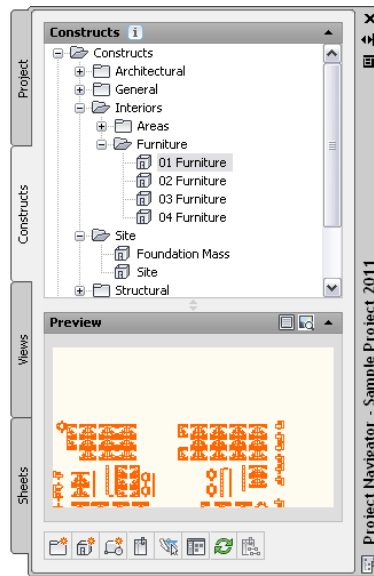 Constructs
Constructs
Architectural
General
Interiors
Areas
Furniture
01 Furniture
02 Furniture
03 Furniture
04 Furniture
Site
Foundation Mass
Site
Structural
Preview
Project
Constructs
Views
Sheets
Project Navigator - Sample Project 2011